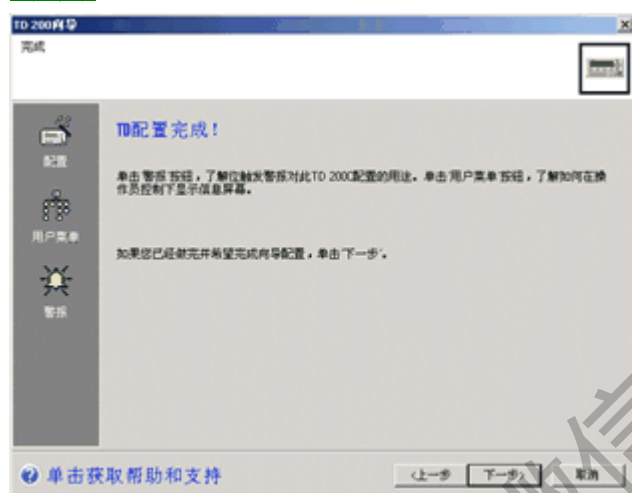 TD 200向导
完成
TD配置完成！
配置
单击'警报'按钮，了解位触发警报对此TD 200C配置的用途。单击'用户菜单'按钮，了解如何在操
作员控制下显示信息屏幕。
用户菜单
如果您已经做完并希望完成向导配置，单击'下一步'。
警报
单击获取帮助和支持
<上一步
下一步>
取消